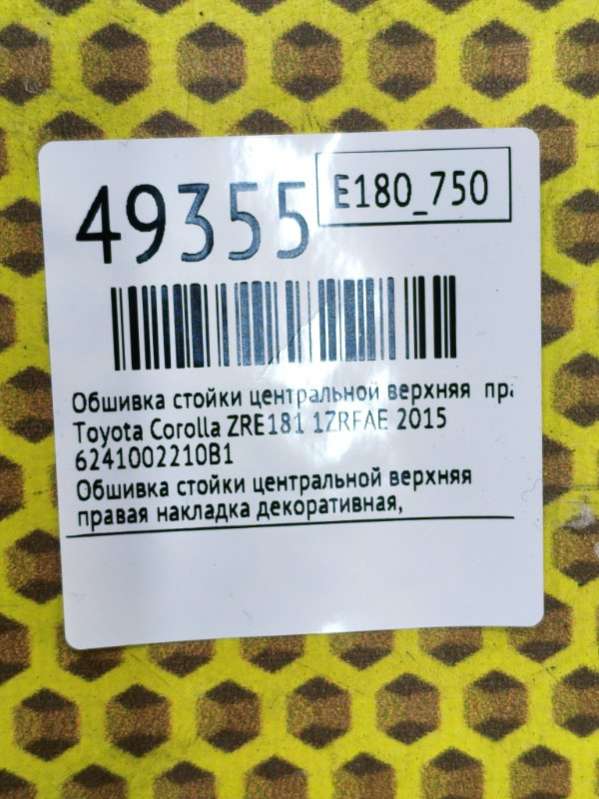 49355
E180_750
Обшивка стойки центральной верхняя пра
Toyota Corolla ZRE181 1ZRFAE 2015
6241002210B1
Обшивка стойки центральной верхняя
правая накладка декоративная,